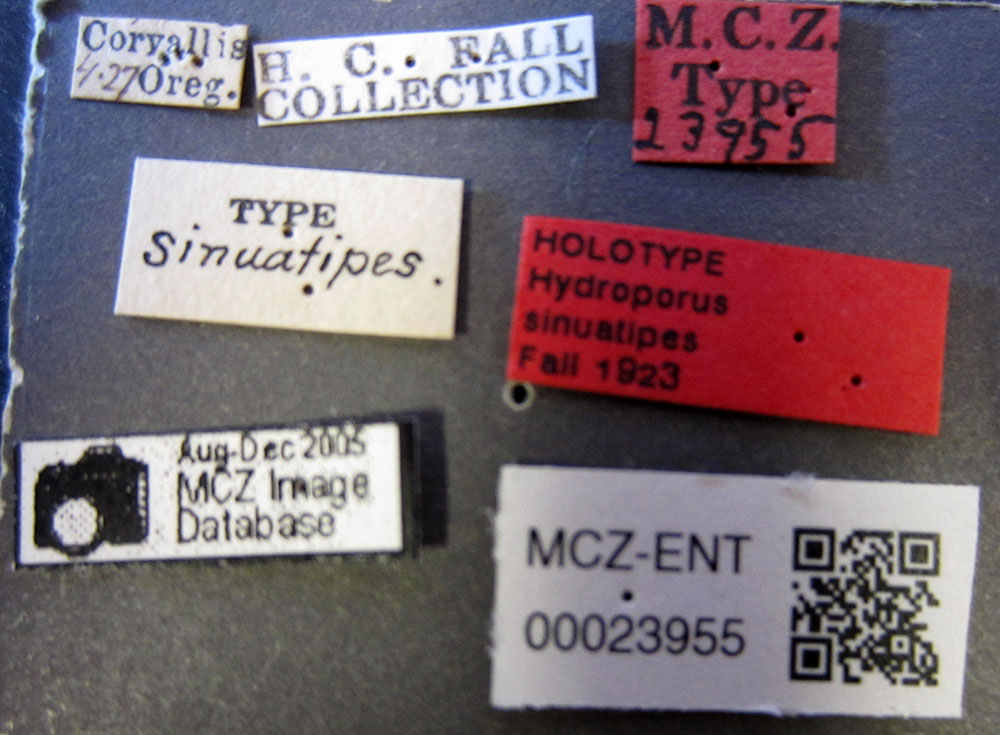 Corvallis
4.27 Oreg.
H. C. FALL
COLLECTION
M.C.Z.
Type
23955
TYPE
sinuatipes.
HOLOTYPE
Hydroporus
sinuatipes
Fall 1923
Aug-Dec 2005
MCZ Image
Database
MCZ-ENT
00023955